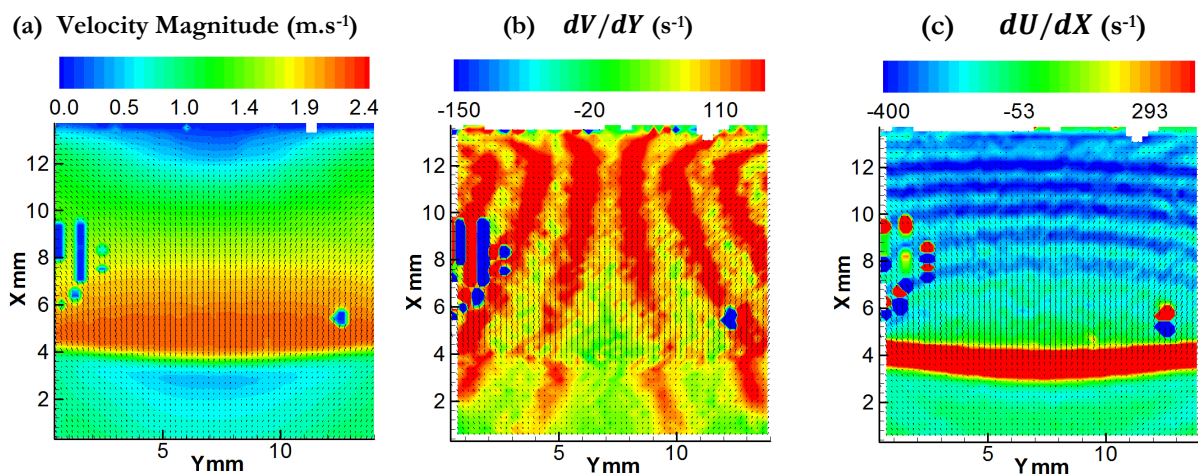 (a) Velocity Magnitude (m.s⁻¹)
(b) dV/dY (s⁻¹)
(c) dU/dX (s⁻¹)
0.0 0.5 1.0 1.4 1.9 2.4
-150 -20 110
-400 -53 293
12
10
8
6
4
2
X mm
5 10
Y mm
12
10
8
6
4
2
X mm
5 10
Y mm
12
10
8
6
4
2
X mm
5 10
Y mm